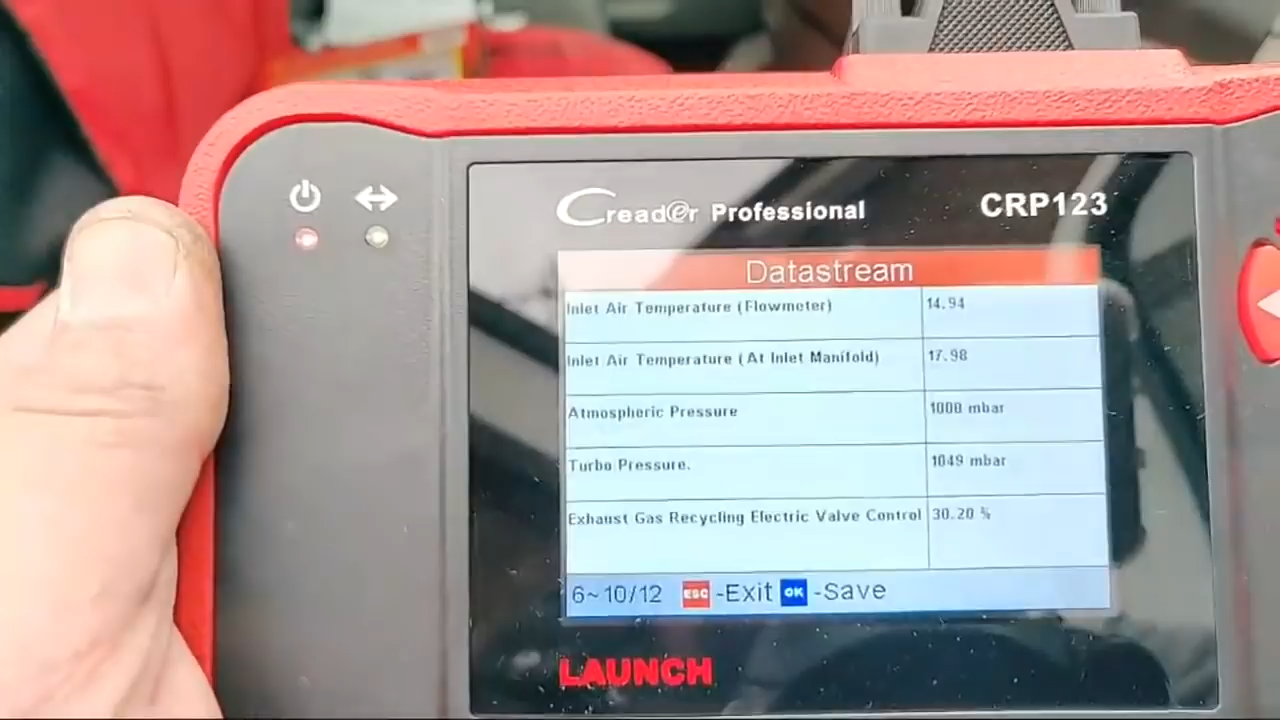 Creader Professional CRP123
Datastream
Inlet Air Temperature (Flowmeter) 14.94
Inlet Air Temperature (At Inlet Manifold) 17.98
Atmospheric Pressure 1008 mbar
Turbo Pressure. 1049 mbar
Exhaust Gas Recycling Electric Valve Control 30.20 %
6~10/12 ESC -Exit OK -Save
LAUNCH